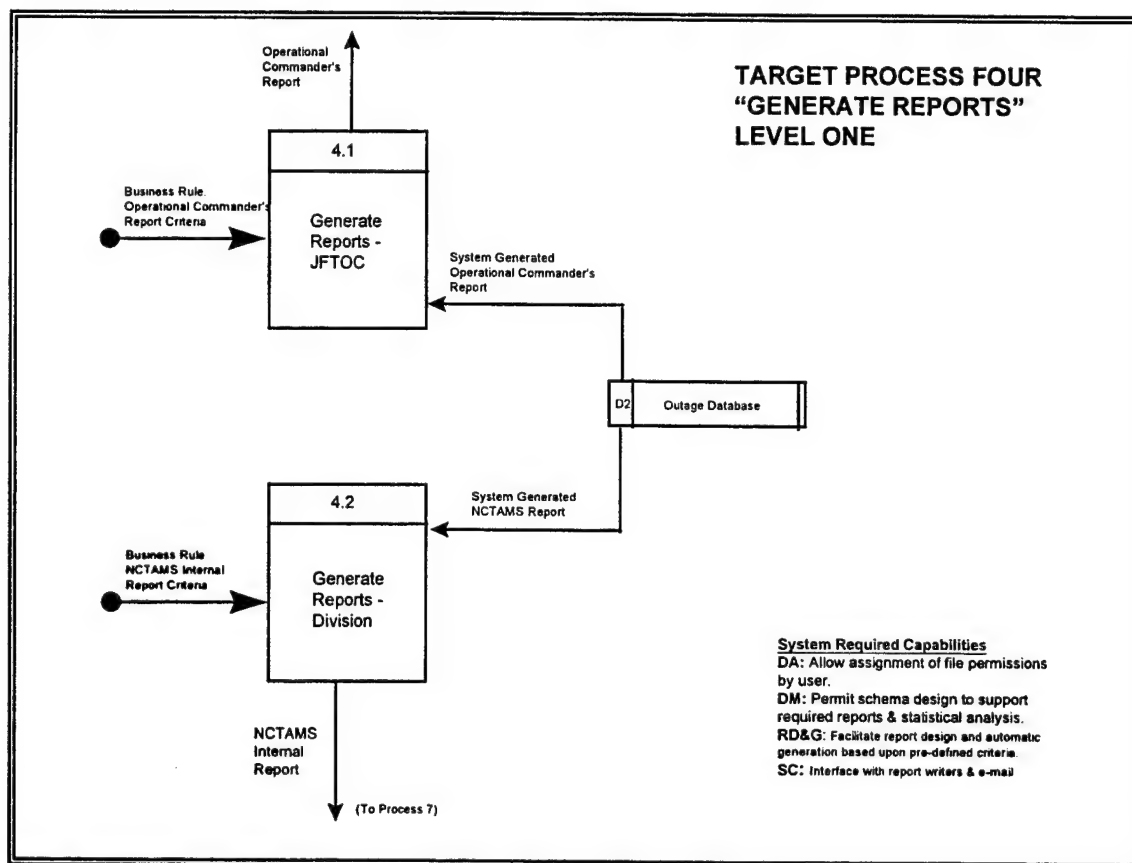 TARGET PROCESS FOUR
“GENERATE REPORTS”
LEVEL ONE
Operational
Commander's
Report
4.1
Generate
Reports -
JFTOC
Business Rule.
Operational Commander's
Report Criteria
System Generated
Operational Commander's
Report
D2 Outage Database
4.2
Generate
Reports -
Division
System Generated
NCTAMS Report
Business Rule
NCTAMS Internal
Report Criteria
NCTAMS
Internal
Report
(To Process 7)
System Required Capabilities
DA: Allow assignment of file permissions
by user.
DM: Permit schema design to support
required reports & statistical analysis.
RD&G: Facilitate report design and automatic
generation based upon pre-defined criteria.
SC: Interface with report writers & e-mail